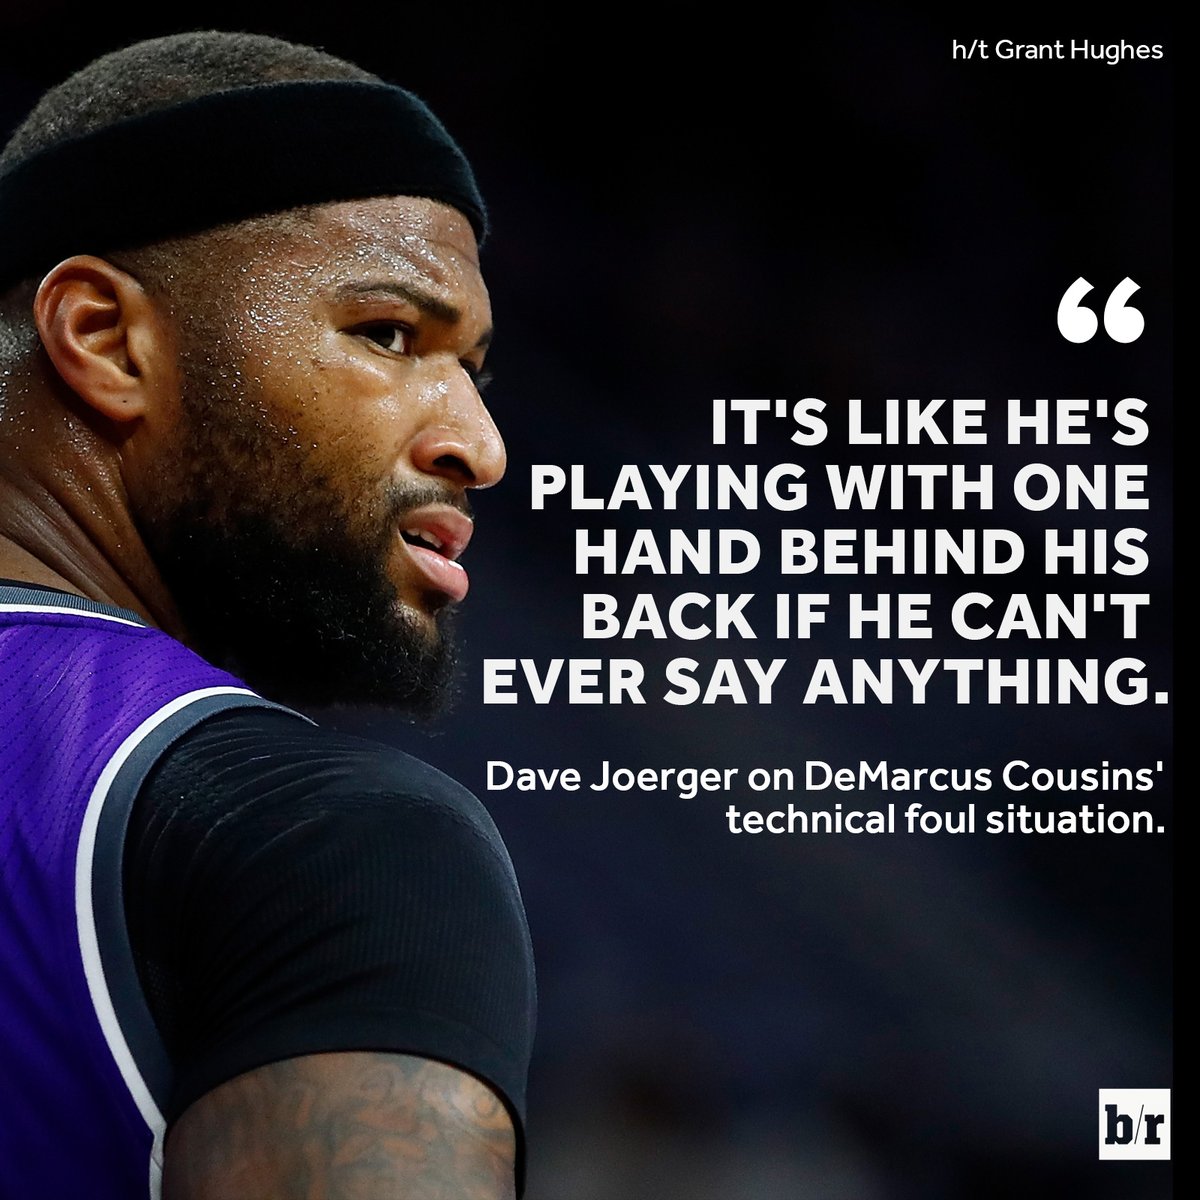 h/t Grant Hughes
“
IT'S LIKE HE'S
PLAYING WITH ONE
HAND BEHIND HIS
BACK IF HE CAN'T
EVER SAY ANYTHING.
Dave Joerger on DeMarcus Cousins'
technical foul situation.
b/r